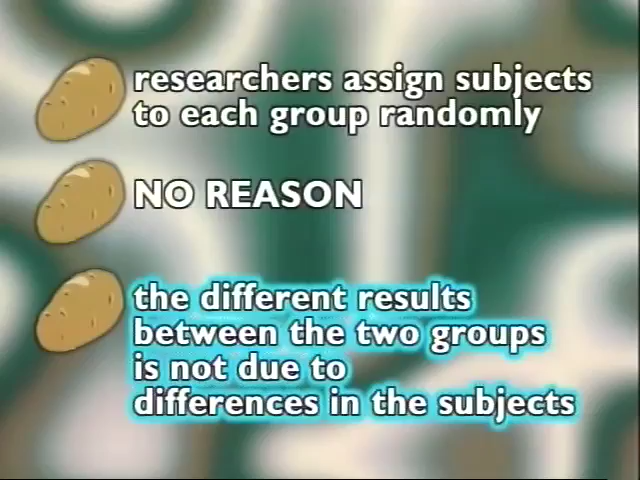 researchers assign subjects
to each group randomly
NO REASON
the different results
between the two groups
is not due to
differences in the subjects